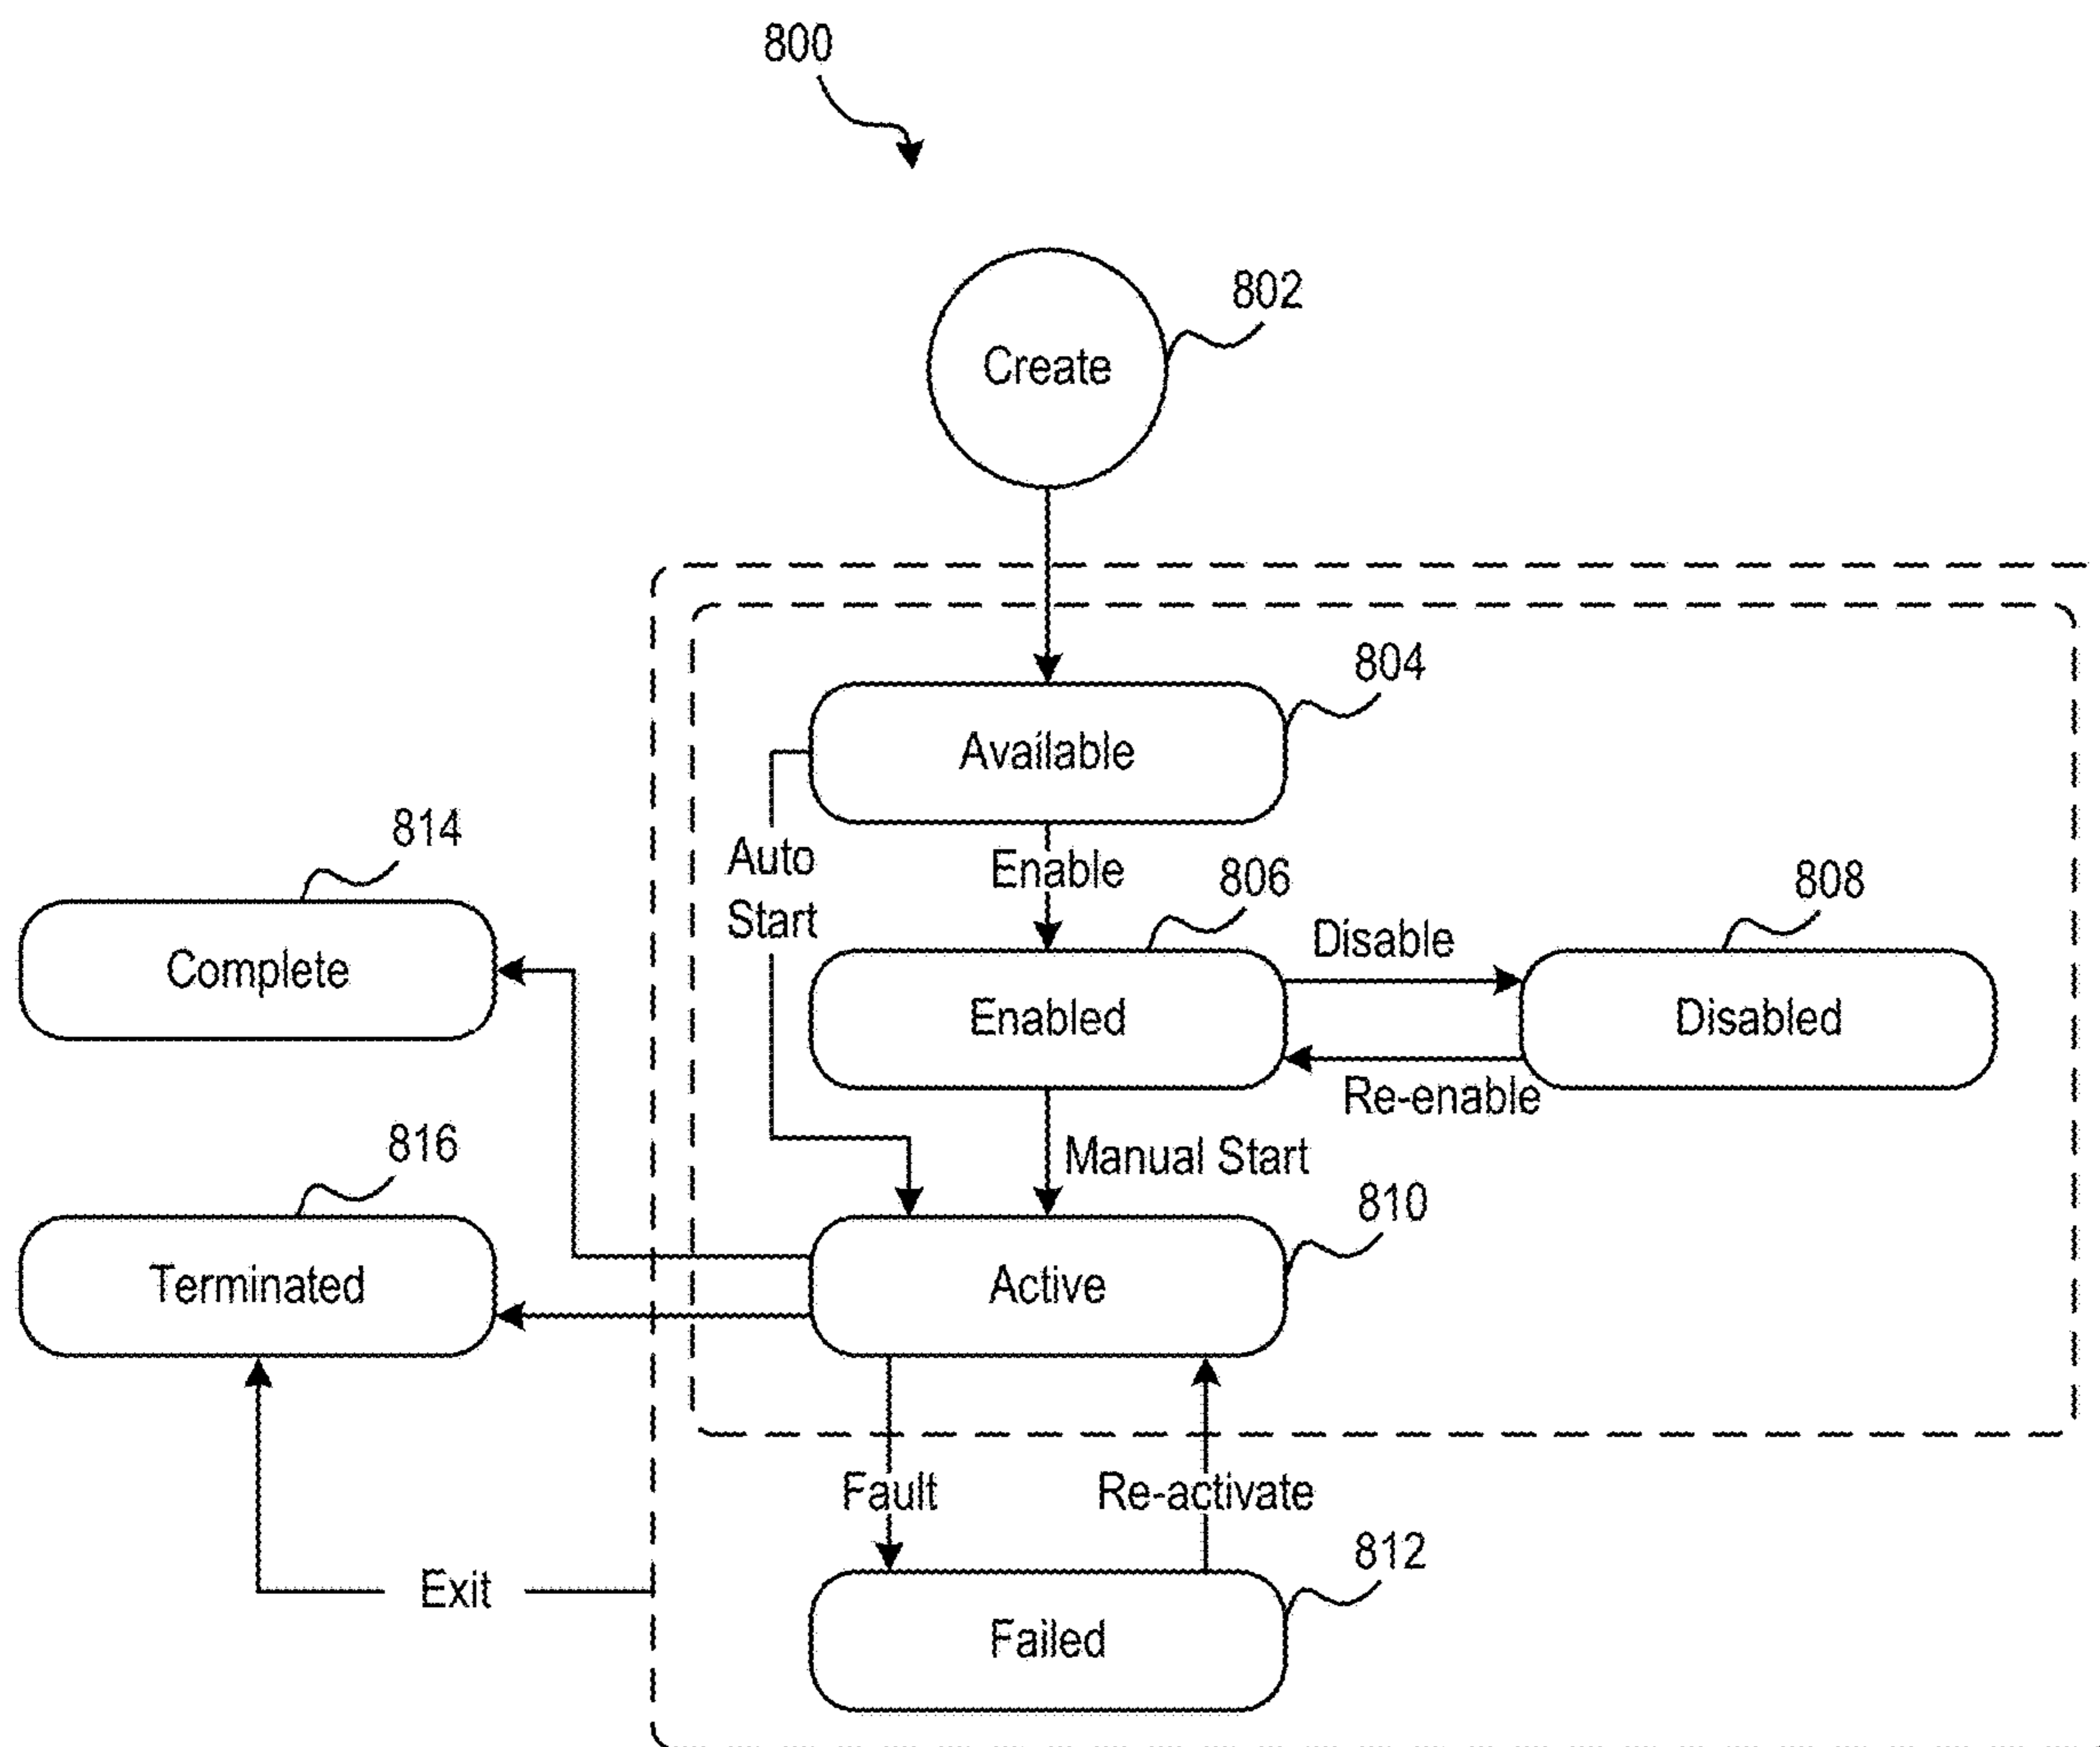 800
802
Create
804
Available
Auto
Start
Enable
814
806
808
Complete
Disable
Enabled
Disabled
Re-enable
816
Manual Start
810
Terminated
Active
Fault
Re-activate
812
Exit
Failed